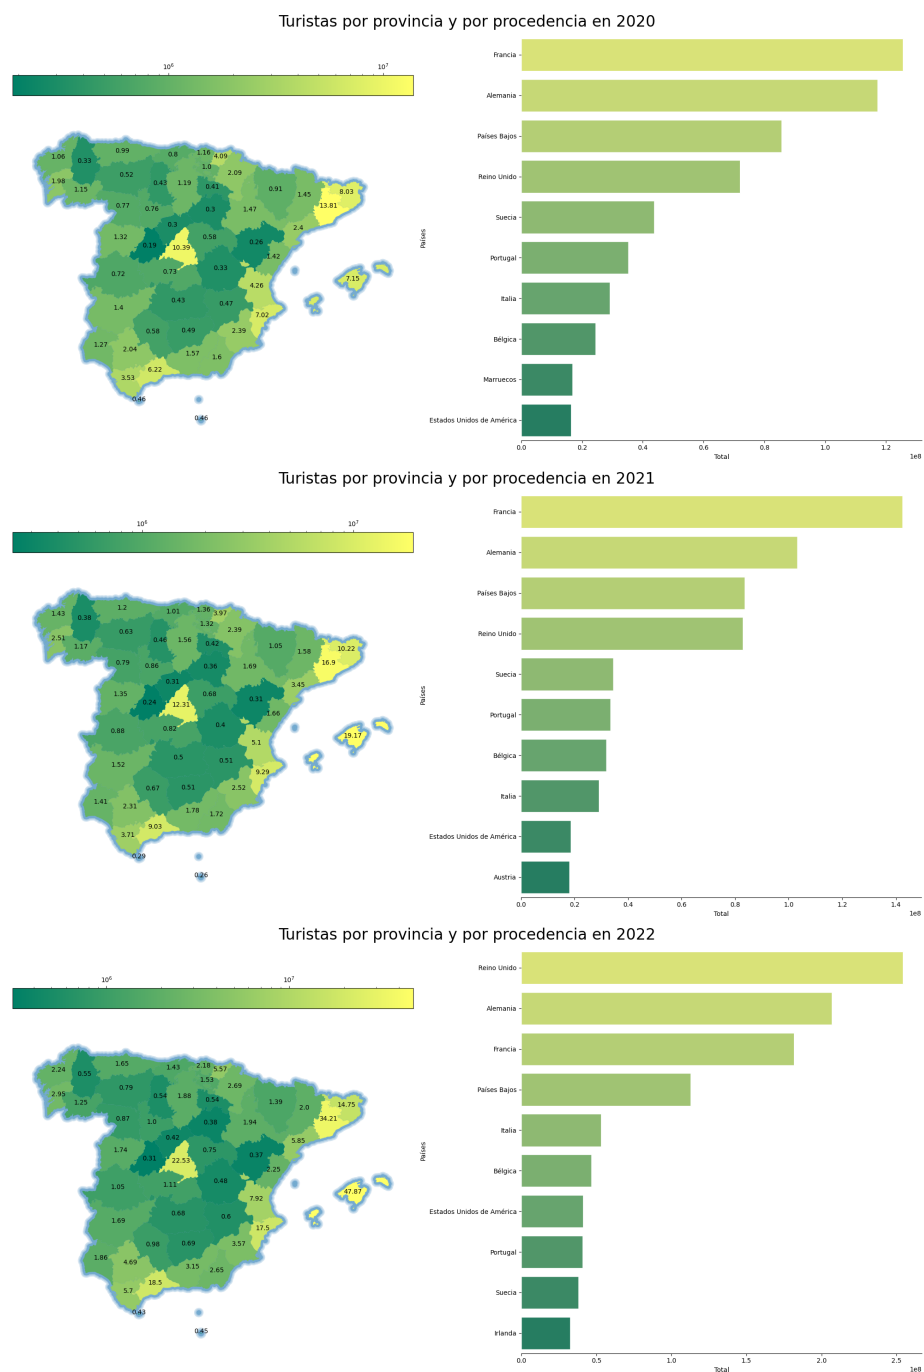 Turistas por provincia y por procedencia en 2020
10⁶ 10⁷
1.06 0.33 0.99 0.8 1.16 4.09
1.0 2.09
1.98 1.15 0.52 0.43 1.19 0.41 0.91 1.45 8.03
0.77 0.76 0.3 1.47 13.81
0.3 2.4
1.32 0.19 10.39 0.58 0.26
1.42
0.72 0.73 0.33 7.15
4.26
1.4 0.43 0.47
7.02
0.58 0.49 2.39
1.27 2.04 1.57 1.6
3.53 6.22
0.46
0.46
Países
Francia
Alemania
Países Bajos
Reino Unido
Suecia
Portugal
Italia
Bélgica
Marruecos
Estados Unidos de América
0.0 0.2 0.4 0.6 0.8 1.0 1.2
Total
1e8
Turistas por provincia y por procedencia en 2021
10⁶ 10⁷
1.43 0.38 1.2 1.01 1.36 3.97
1.32 2.39
2.51 1.17 0.63 0.46 1.56 0.42 1.05 1.58 10.22
0.79 0.86 0.36 1.69 16.9
0.31 3.45
1.35 0.24 12.31 0.68 0.31
1.66
0.88 0.82 0.4 19.17
5.1
1.52 0.5 0.51
9.29
0.67 0.51 2.52
1.41 2.31 1.78 1.72
3.71 9.03
0.29
0.26
Países
Francia
Alemania
Países Bajos
Reino Unido
Suecia
Portugal
Bélgica
Italia
Estados Unidos de América
Austria
0.0 0.2 0.4 0.6 0.8 1.0 1.2 1.4
Total
1e8
Turistas por provincia y por procedencia en 2022
10⁶ 10⁷
2.24 0.55 1.65 1.43 2.18 5.57
1.53 2.69
2.95 1.25 0.79 0.54 1.88 0.54 1.39 2.0 14.75
0.87 1.0 0.38 1.94 34.21
0.42 5.85
1.74 0.31 22.53 0.75 0.37
2.25
1.05 1.11 0.48 47.87
7.92
1.69 0.68 0.6
17.5
0.98 0.69 3.57
1.86 4.69 3.15 2.65
5.7 18.5
0.43
0.45
Países
Reino Unido
Alemania
Francia
Países Bajos
Italia
Bélgica
Estados Unidos de América
Portugal
Suecia
Irlanda
0.0 0.5 1.0 1.5 2.0 2.5
Total
1e8